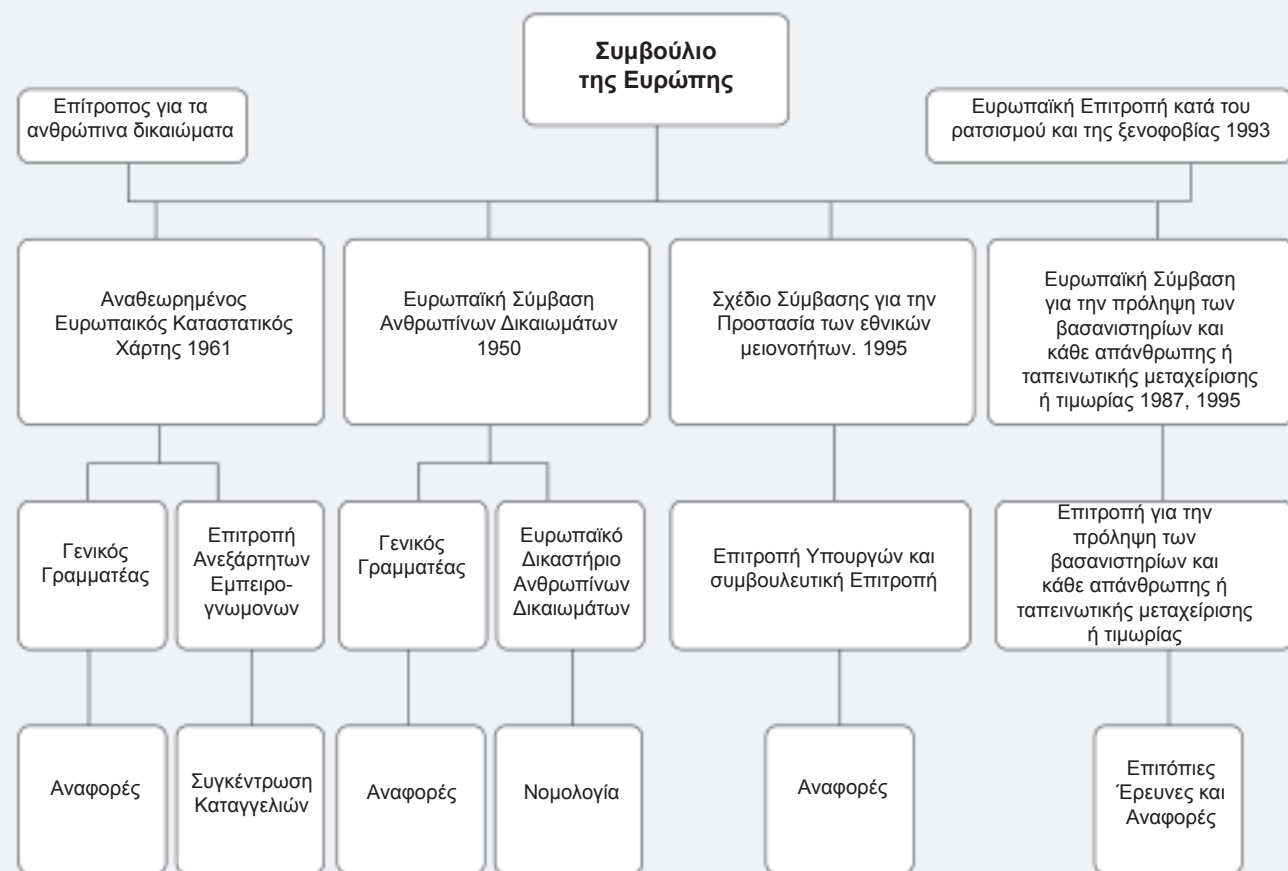 Συμβούλιο
της Ευρώπης
Επίτροπος για τα
ανθρώπινα δικαιώματα
Ευρωπαϊκή Επιτροπή κατά του
ρατσισμού και της ξενοφοβίας 1993
Αναθεωρημένος
Ευρωπαικός Καταστατικός
Χάρτης 1961
Ευρωπαϊκή Σύμβαση
Ανθρωπίνων Δικαιωμάτων
1950
Σχέδιο Σύμβασης για την
Προστασία των εθνικών
μειονοτήτων. 1995
Ευρωπαϊκή Σύμβαση
για την πρόληψη των
βασανιστηρίων και
κάθε απάνθρωπης ή
ταπεινωτικής μεταχείρισης
ή τιμωρίας 1987, 1995
Γενικός
Γραμματέας
Επιτροπή
Ανεξάρτητων
Εμπειρο-
γνωμονων
Γενικός
Γραμματέας
Ευρωπαϊκό
Δικαστήριο
Ανθρωπίνων
Δικαιωμάτων
Επιτροπή Υπουργών και
συμβουλευτική Επιτροπή
Επιτροπή για την
πρόληψη των
βασανιστηρίων και
κάθε απάνθρωπης ή
ταπεινωτικής μεταχείρισης
ή τιμωρίας
Αναφορές
Συγκέντρωση
Καταγγελιών
Αναφορές
Νομολογία
Αναφορές
Επιτόπιες
Έρευνες και
Αναφορές